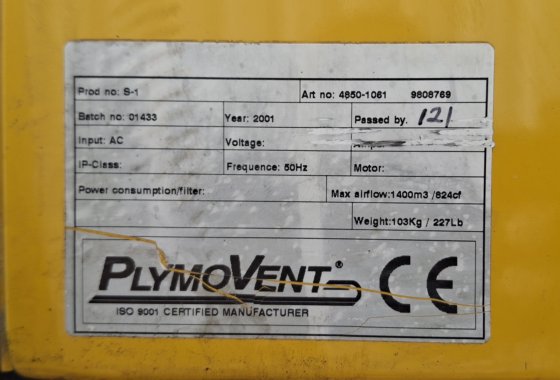 Prod no: S-1 Art no: 4850-1061 9808769
Batch no: 01433 Year: 2001 Passed by. 121
Input: AC Voltage:
IP-Class: Frequence: 50Hz Motor:
Power consumption/filter: Max airflow:1400m3 /824cf
Weight:103Kg / 227Lb
PLYMOVENT® CE
ISO 9001 CERTIFIED MANUFACTURER